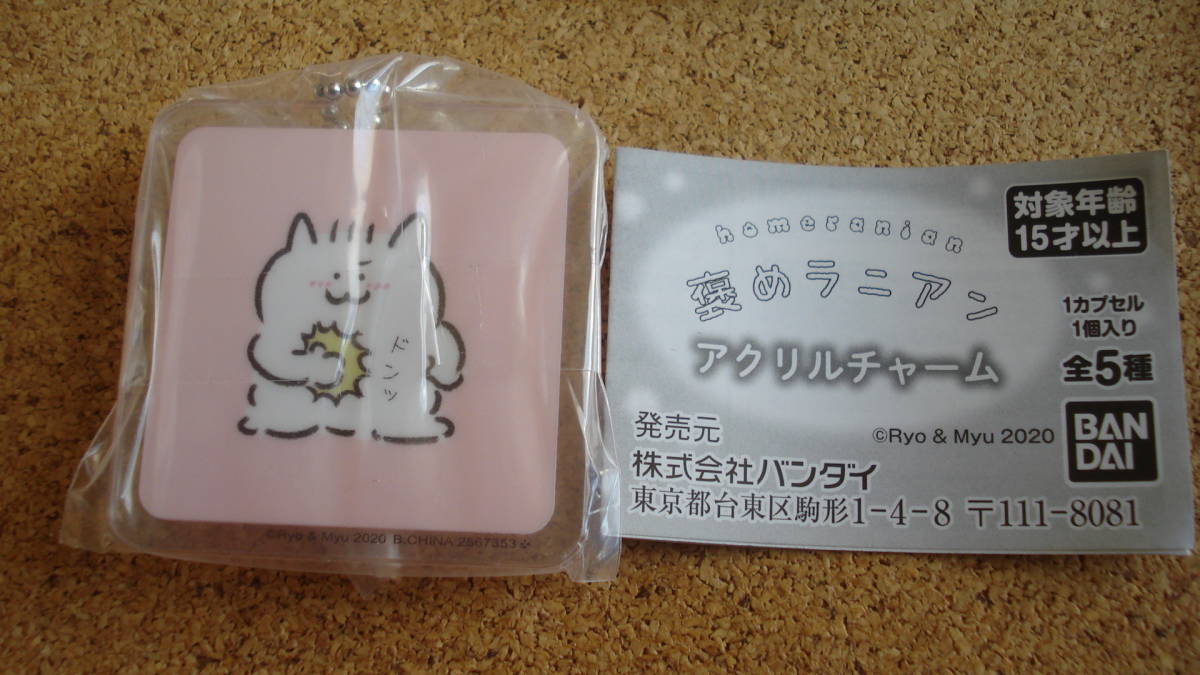 ドンッ
©Ryo & Myu 2020 B.CHINA 2567353
homeranian
褒めラニアン
アクリルチャーム
対象年齢
15才以上
1カプセル
1個入り
全5種
発売元
©Ryo & Myu 2020
BAN
DAI
株式会社バンダイ
東京都台東区駒形1-4-8 〒111-8081